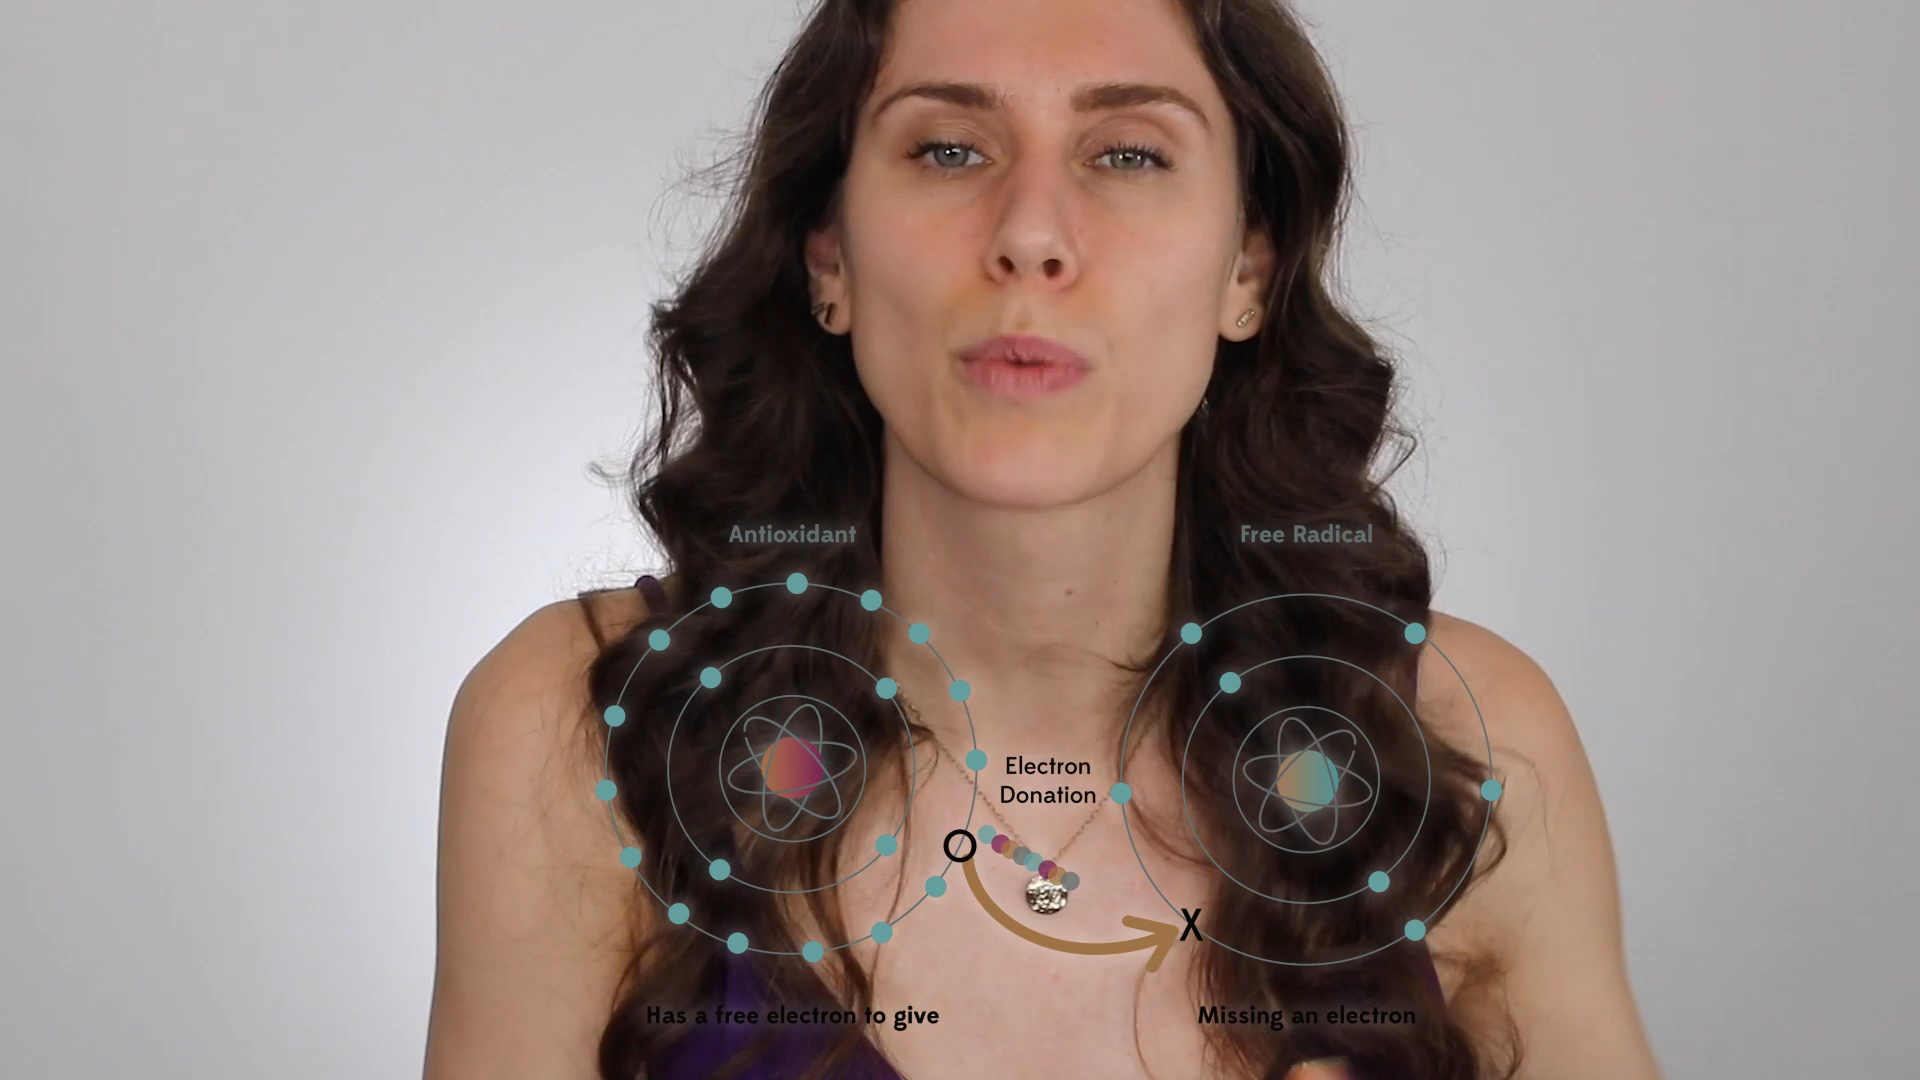 Antioxidant
Free Radical
Electron
Donation
X
Has a free electron to give
Missing an electron